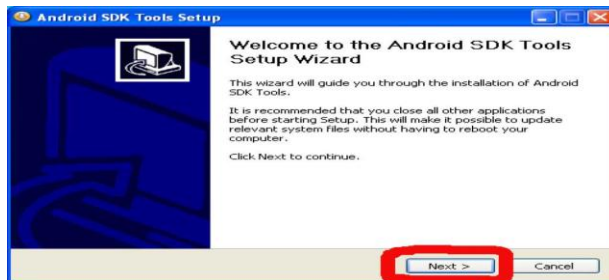 Android SDK Tools Setup
Welcome to the Android SDK Tools
Setup Wizard
This wizard will guide you through the installation of Android
SDK Tools.
It is recommended that you close all other applications
before starting Setup. This will make it possible to update
relevant system files without having to reboot your
computer.
Click Next to continue.
Next > Cancel